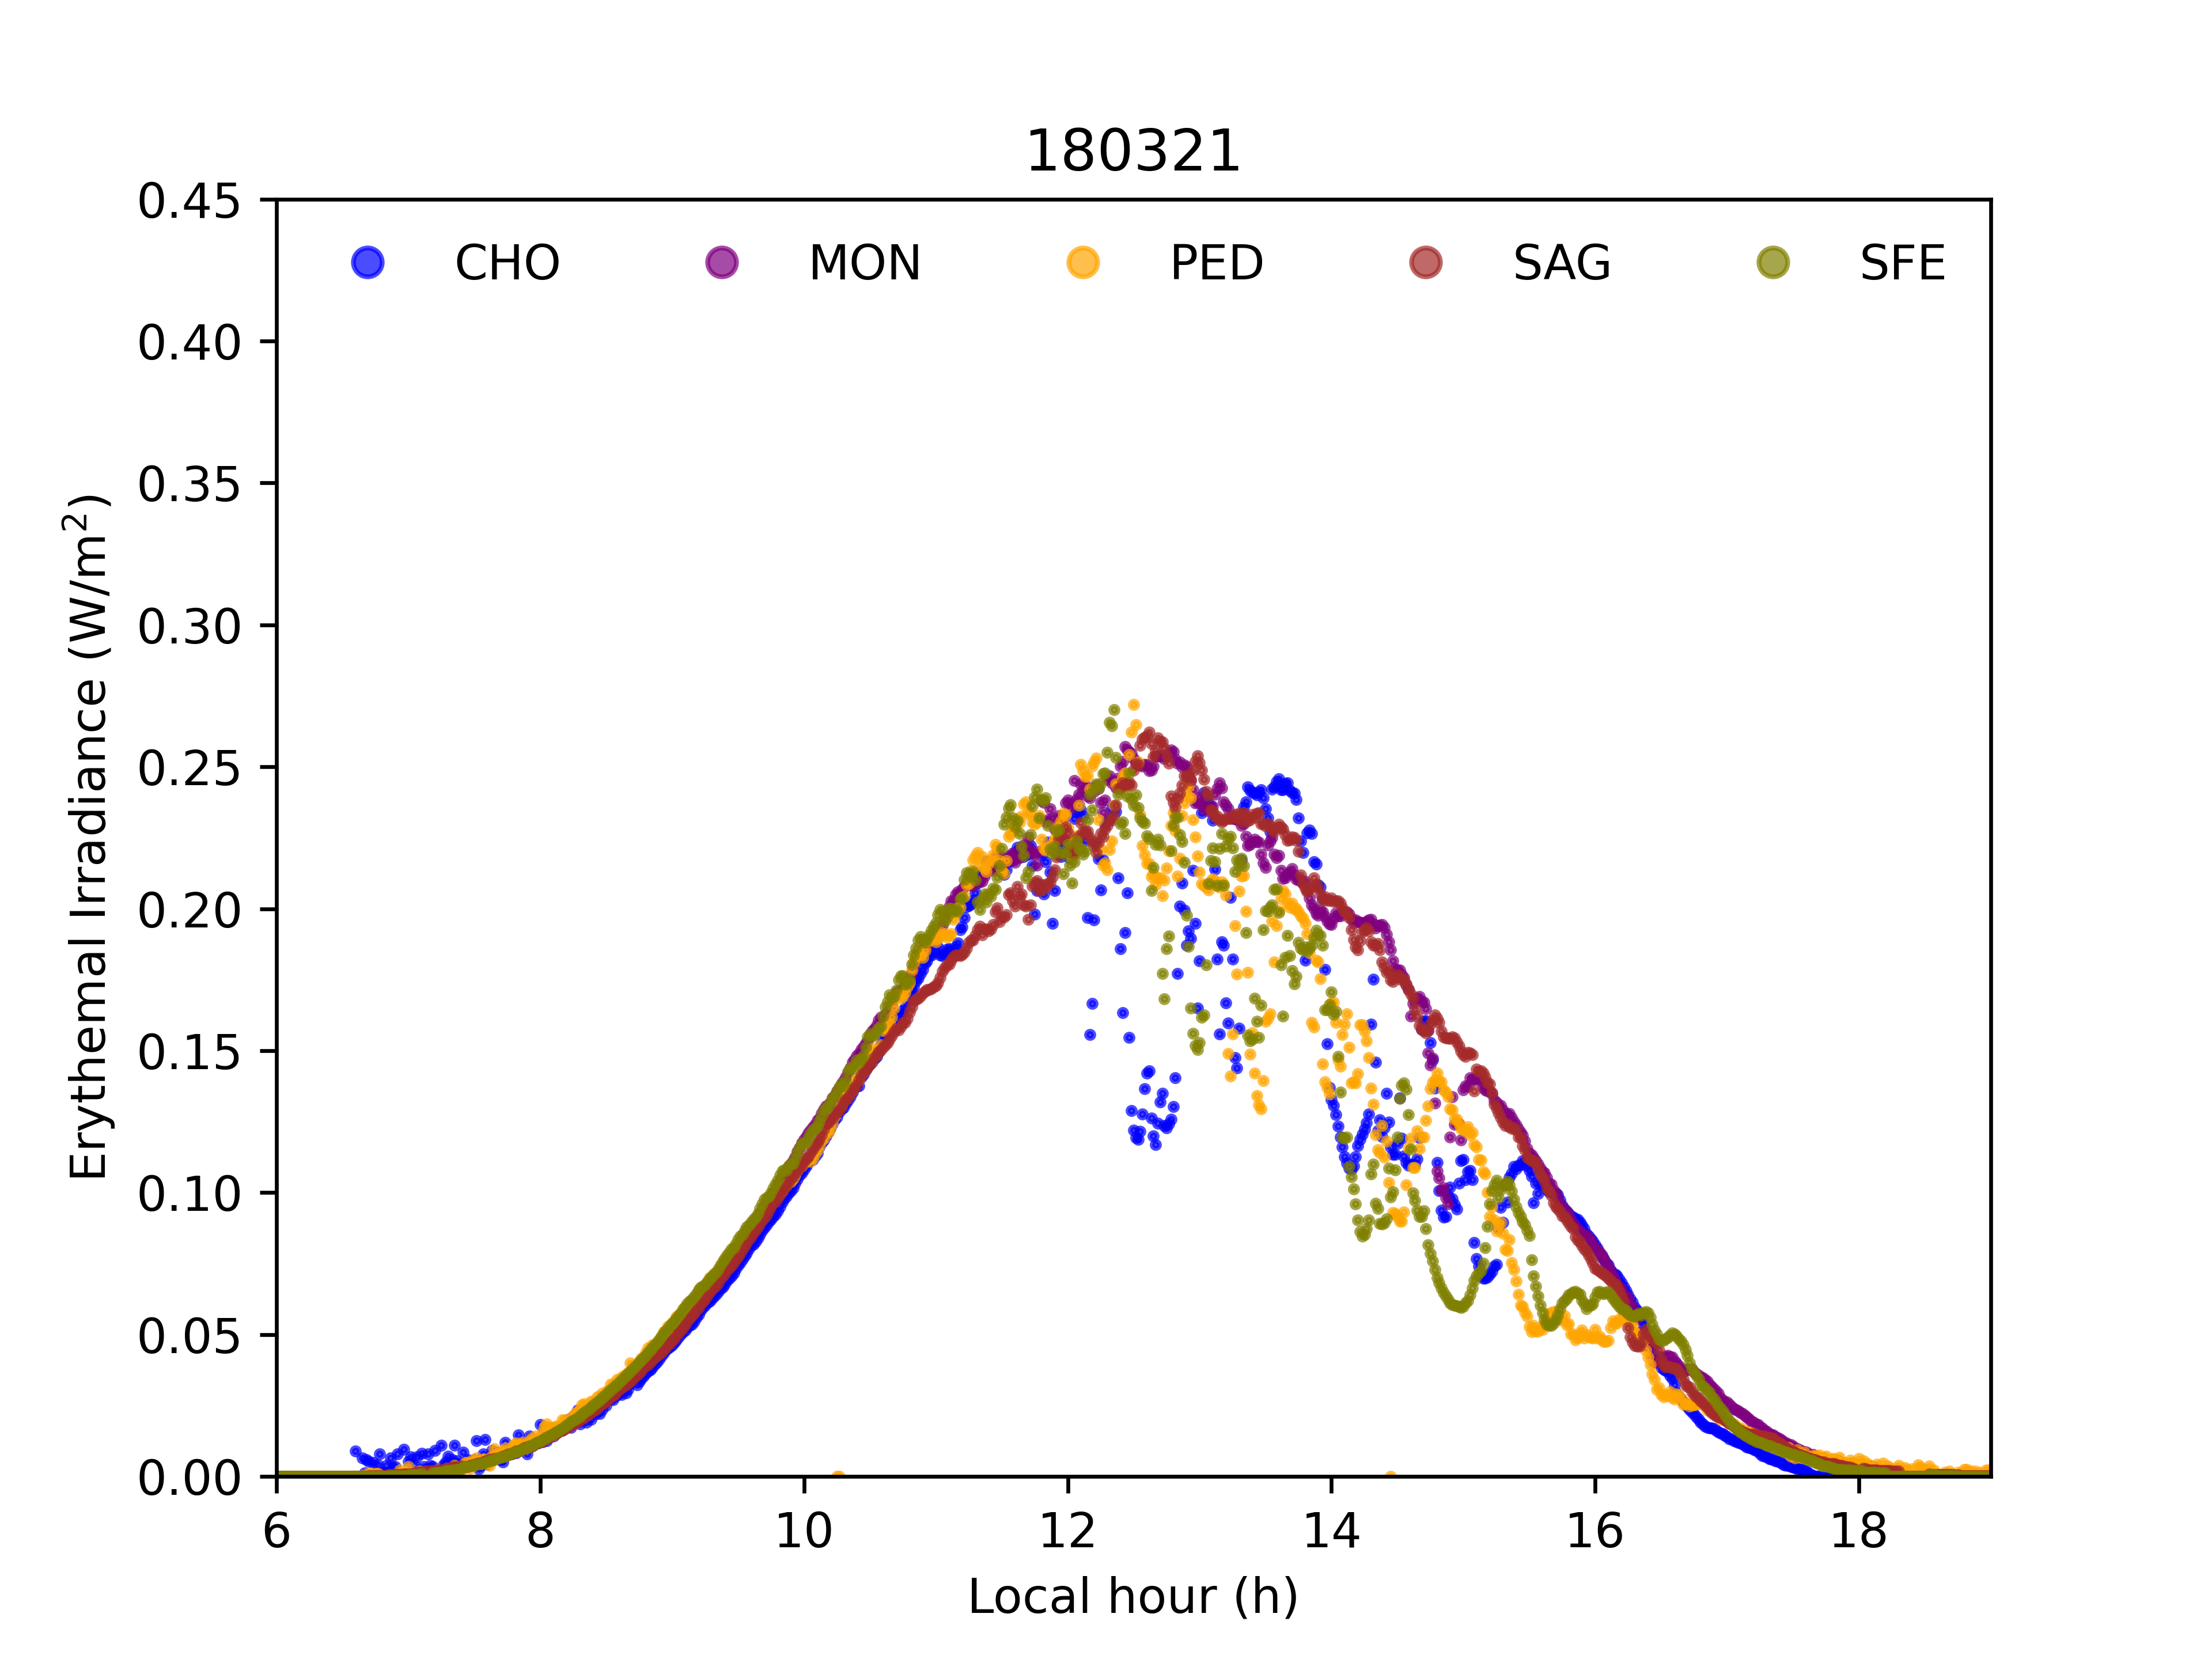 180321
CHO MON PED SAG SFE
0.45
0.40
0.35
0.30
0.25
0.20
0.15
0.10
0.05
0.00
Erythemal Irradiance (W/m²)
6 8 10 12 14 16 18
Local hour (h)